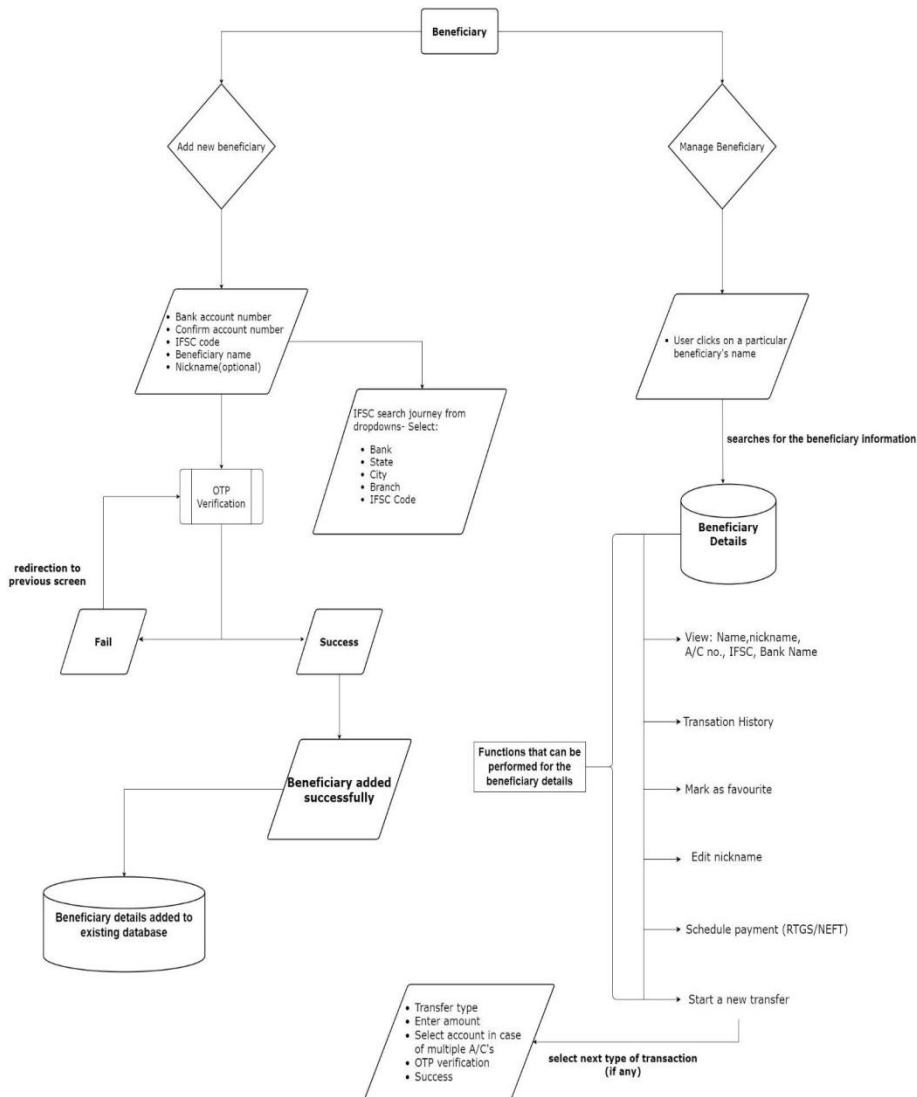 Beneficiary
Add new beneficiary
Manage Beneficiary
• Bank account number
• Confirm account number
• IFSC code
• Beneficiary name
• Nickname(optional)
• User clicks on a particular
beneficiary's name
IFSC search journey from
dropdowns- Select:
• Bank
• State
• City
• Branch
• IFSC Code
searches for the beneficiary information
OTP
Verification
Beneficiary
Details
redirection to
previous screen
Fail
Success
View: Name,nickname,
A/C no., IFSC, Bank Name
Transation History
Functions that can be
performed for the
beneficiary details
Mark as favourite
Beneficiary added
successfully
Edit nickname
Beneficiary details added to
existing database
Schedule payment (RTGS/NEFT)
Start a new transfer
• Transfer type
• Enter amount
• Select account in case
of multiple A/C's
• OTP verification
• Success
select next type of transaction
(if any)